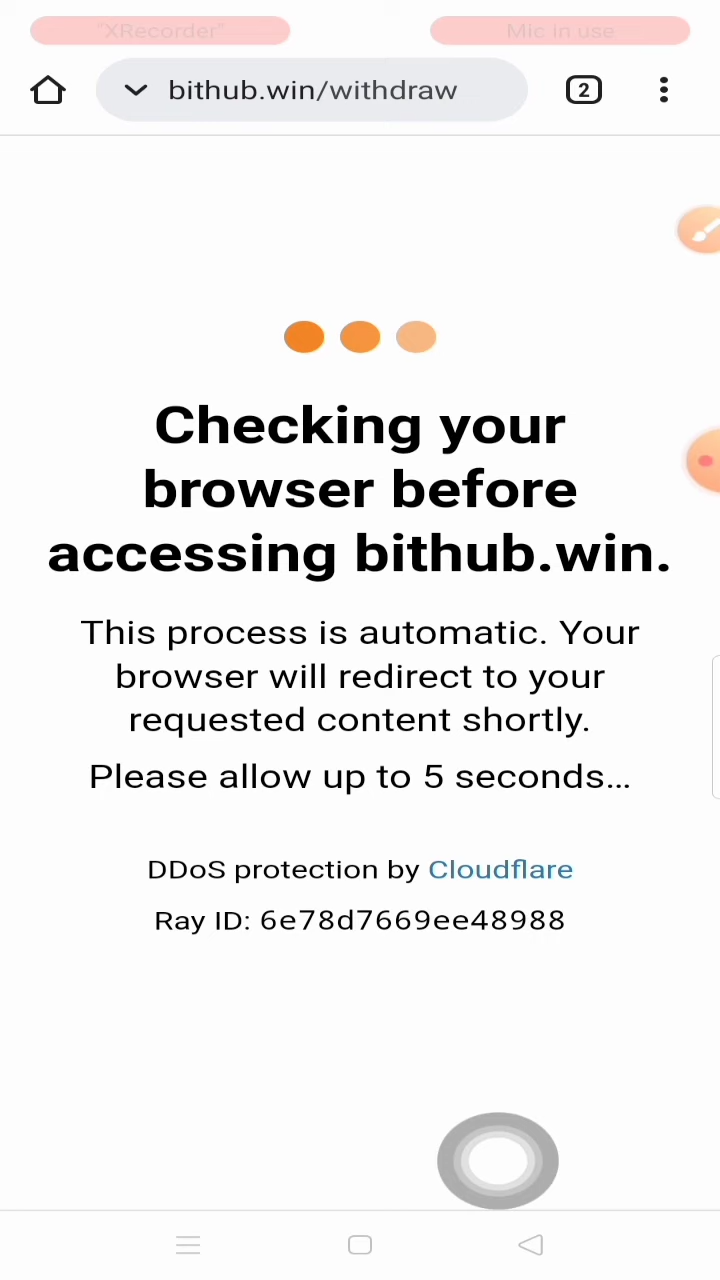 "XRecorder"
Mic in use
bithub.win/withdraw
2
Checking your
browser before
accessing bithub.win.
This process is automatic. Your
browser will redirect to your
requested content shortly.
Please allow up to 5 seconds...
DDoS protection by Cloudflare
Ray ID: 6e78d7669ee48988